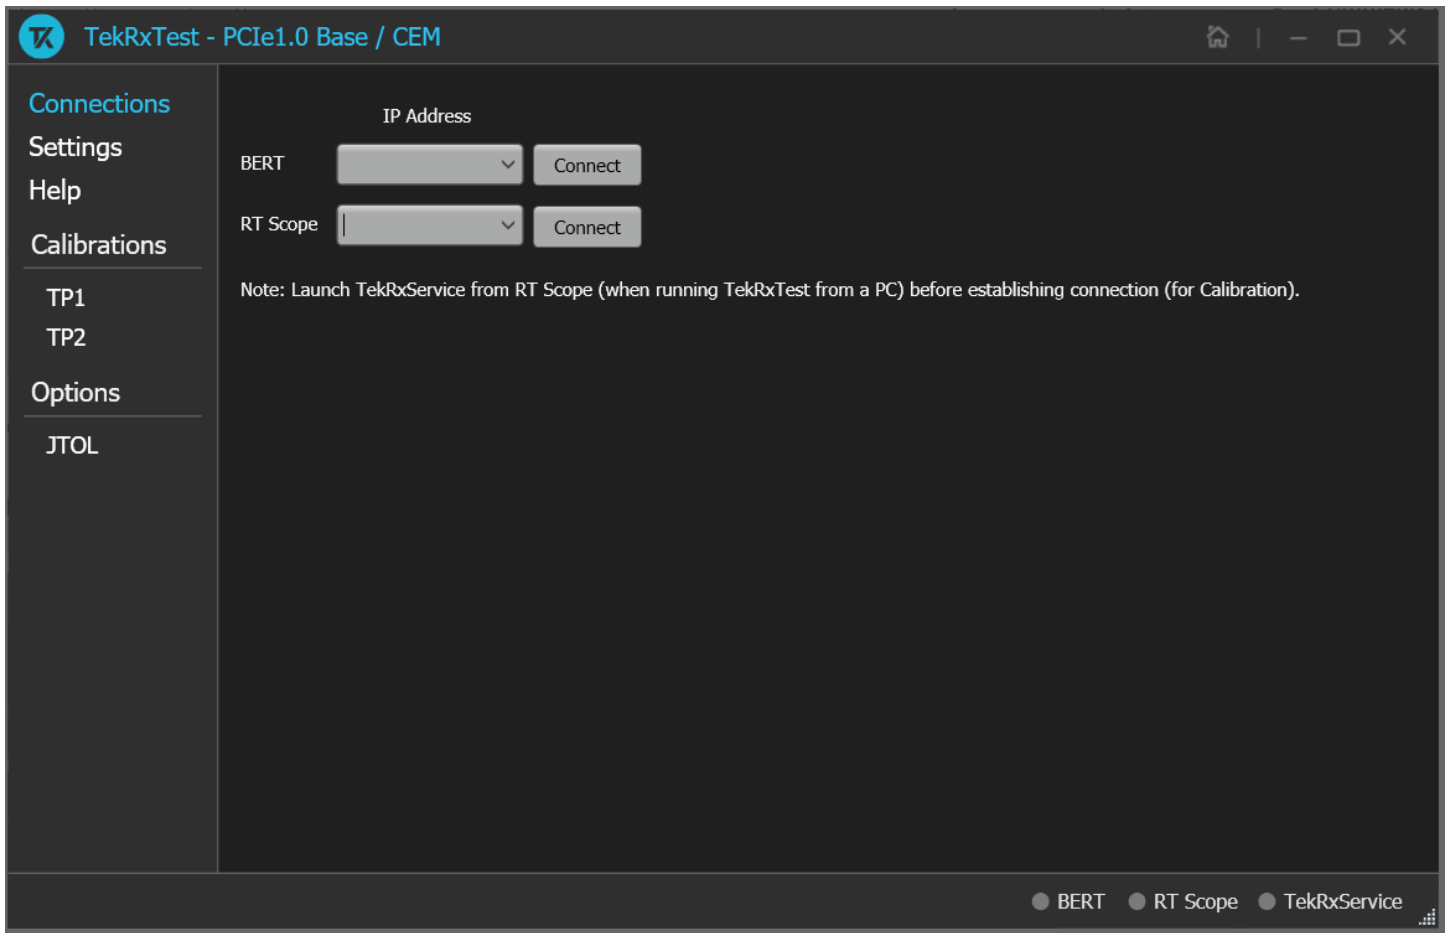 TekRxTest - PCIe1.0 Base / CEM
Connections
Settings
Help
Calibrations
TP1
TP2
Options
JTOL
IP Address
BERT
Connect
RT Scope
Connect
Note: Launch TekRxService from RT Scope (when running TekRxTest from a PC) before establishing connection (for Calibration).
BERT
RT Scope
TekRxService